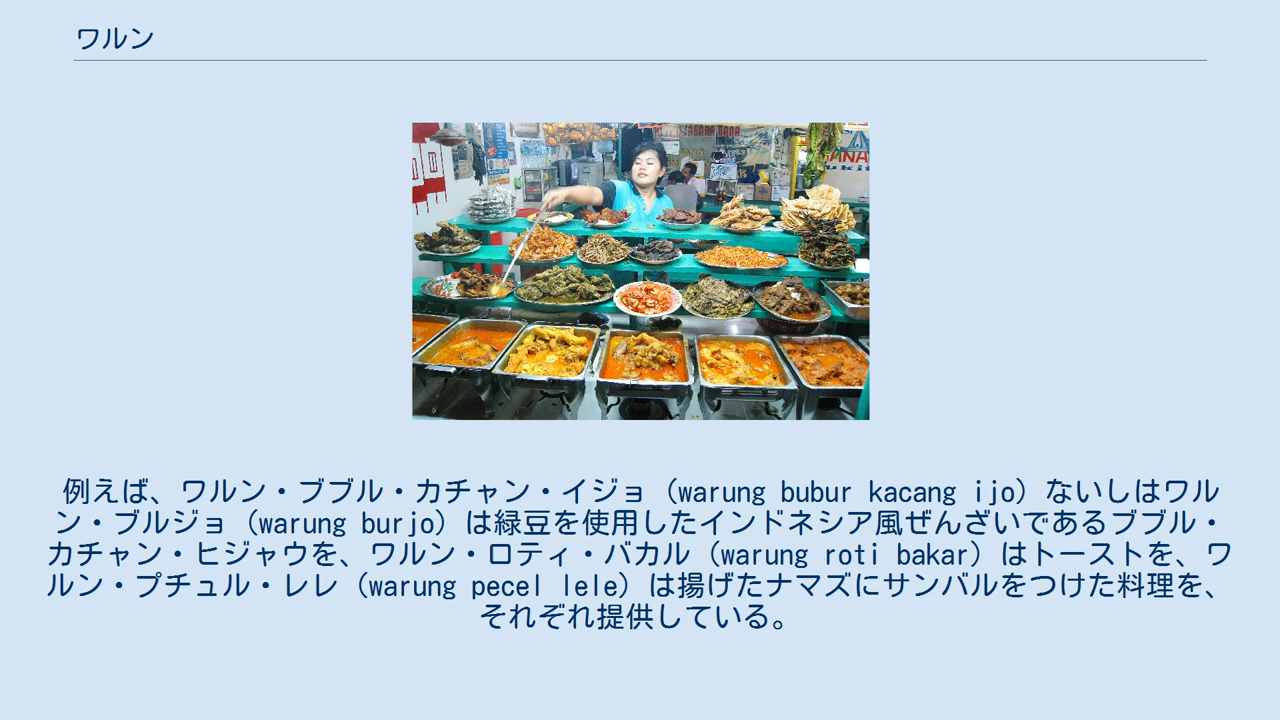 ワルン
例えば、ワルン・ブブル・カチャン・イジョ (warung bubur kacang ijo) ないしはワル
ン・ブルジョ (warung burjo) は緑豆を使用したインドネシア風ぜんざいであるブブル・
カチャン・ヒジャウを、ワルン・ロティ・バカル (warung roti bakar) はトーストを、ワ
ルン・プチュル・レレ (warung pecel lele) は揚げたナマズにサンバルをつけた料理を、
それぞれ提供している。